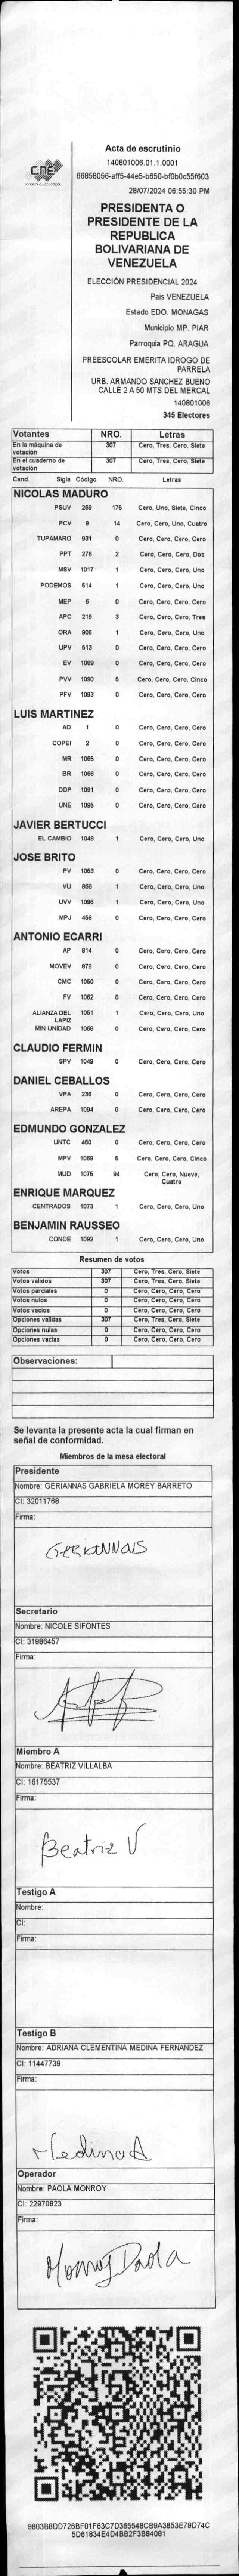 Acta de escrutinio
140801006.01.1.0001
66858056-aff5-44e5-b650-bf0b0c55f603
28/07/2024 06:55:30 PM
CNE
PRESIDENTA O
PRESIDENTE DE LA
REPUBLICA
BOLIVARIANA DE
VENEZUELA
ELECCIÓN PRESIDENCIAL 2024
Pais VENEZUELA
Estado EDO. MONAGAS
Municipio MP. PIAR
Parroquia PQ. ARAGUA
PREESCOLAR EMERITA IDROGO DE
PARRELA
URB. ARMANDO SANCHEZ BUENO
CALLE 2 A 50 MTS DEL MERCAL
140801006
345 Electores
Votantes NRO. Letras
En la máquina de votación 307 Cero, Tres, Cero, Siete
En el cuaderno de votación 307 Cero, Tres, Cero, Siete
Cand. Sigla Código NRO. Letras
NICOLAS MADURO
PSUV 269 175 Cero, Uno, Siete, Cinco
PCV 9 14 Cero, Cero, Uno, Cuatro
TUPAMARO 931 0 Cero, Cero, Cero, Cero
PPT 276 2 Cero, Cero, Cero, Dos
MSV 1017 1 Cero, Cero, Cero, Uno
PODEMOS 514 1 Cero, Cero, Cero, Uno
MEP 6 0 Cero, Cero, Cero, Cero
APC 219 3 Cero, Cero, Cero, Tres
ORA 906 1 Cero, Cero, Cero, Uno
UPV 513 0 Cero, Cero, Cero, Cero
EV 1089 0 Cero, Cero, Cero, Cero
PVV 1090 5 Cero, Cero, Cero, Cinco
PFV 1093 0 Cero, Cero, Cero, Cero
LUIS MARTINEZ
AD 1 0 Cero, Cero, Cero, Cero
COPEI 2 0 Cero, Cero, Cero, Cero
MR 1065 0 Cero, Cero, Cero, Cero
BR 1066 0 Cero, Cero, Cero, Cero
DDP 1091 0 Cero, Cero, Cero, Cero
UNE 1095 0 Cero, Cero, Cero, Cero
JAVIER BERTUCCI
EL CAMBIO 1049 1 Cero, Cero, Cero, Uno
JOSE BRITO
PV 1053 0 Cero, Cero, Cero, Cero
VU 868 1 Cero, Cero, Cero, Uno
UVV 1096 1 Cero, Cero, Cero, Uno
MPJ 458 0 Cero, Cero, Cero, Cero
ANTONIO ECARRI
AP 814 0 Cero, Cero, Cero, Cero
MOVEV 878 0 Cero, Cero, Cero, Cero
CMC 1050 0 Cero, Cero, Cero, Cero
FV 1052 0 Cero, Cero, Cero, Cero
ALIANZA DEL LAPIZ 1051 1 Cero, Cero, Cero, Uno
MIN UNIDAD 1068 0 Cero, Cero, Cero, Cero
CLAUDIO FERMIN
SPV 1049 0 Cero, Cero, Cero, Cero
DANIEL CEBALLOS
VPA 236 0 Cero, Cero, Cero, Cero
AREPA 1094 0 Cero, Cero, Cero, Cero
EDMUNDO GONZALEZ
UNTC 460 0 Cero, Cero, Cero, Cero
MPV 1069 5 Cero, Cero, Cero, Cinco
MUD 1075 94 Cero, Cero, Nueve, Cuatro
ENRIQUE MARQUEZ
CENTRADOS 1073 1 Cero, Cero, Cero, Uno
BENJAMIN RAUSSEO
CONDE 1092 1 Cero, Cero, Cero, Uno
Resumen de votos
Votos 307 Cero, Tres, Cero, Siete
Votos validos 307 Cero, Tres, Cero, Siete
Votos parciales 0 Cero, Cero, Cero, Cero
Votos nulos 0 Cero, Cero, Cero, Cero
Votos vacios 0 Cero, Cero, Cero, Cero
Opciones validas 307 Cero, Tres, Cero, Siete
Opciones nulas 0 Cero, Cero, Cero, Cero
Opciones vacias 0 Cero, Cero, Cero, Cero
Observaciones:
Se levanta la presente acta la cual firman en
señal de conformidad.
Miembros de la mesa electoral
Presidente
Nombre: GERIANNAS GABRIELA MOREY BARRETO
CI: 32011768
Firma:
GERIANNAS
Secretario
Nombre: NICOLE SIFONTES
CI: 31986457
Firma:
Miembro A
Nombre: BEATRIZ VILLALBA
CI: 16175537
Firma:
Beatriz V
Testigo A
Nombre:
CI:
Firma:
Testigo B
Nombre: ADRIANA CLEMENTINA MEDINA FERNANDEZ
CI: 11447739
Firma:
Medina A
Operador
Nombre: PAOLA MONROY
CI: 22970823
Firma:
Monroy Paola
9803B8DD726BF01F63C7D365548CB9A3853E79D74C
5D61834E4D4BB2F3B84081